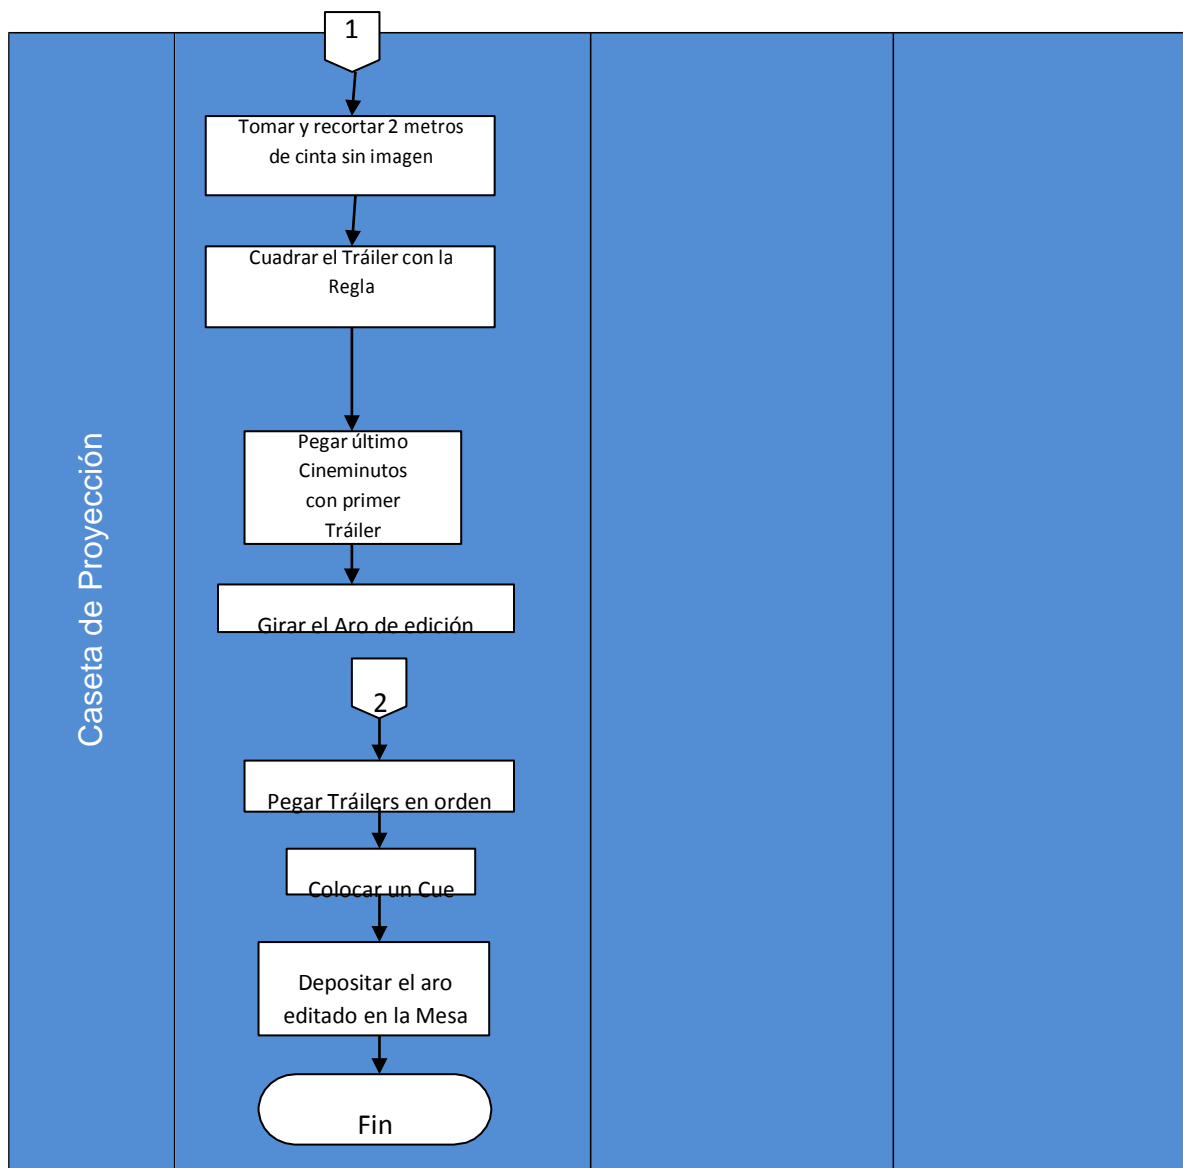 1
Tomar y recortar 2 metros
de cinta sin imagen
Cuadrar el Tráiler con la
Regla
Pegar último
Cineminutos
con primer
Tráiler
Girar el Aro de edición
2
Pegar Tráilers en orden
Colocar un Cue
Depositar el aro
editado en la Mesa
Fin
Caseta de Proyección